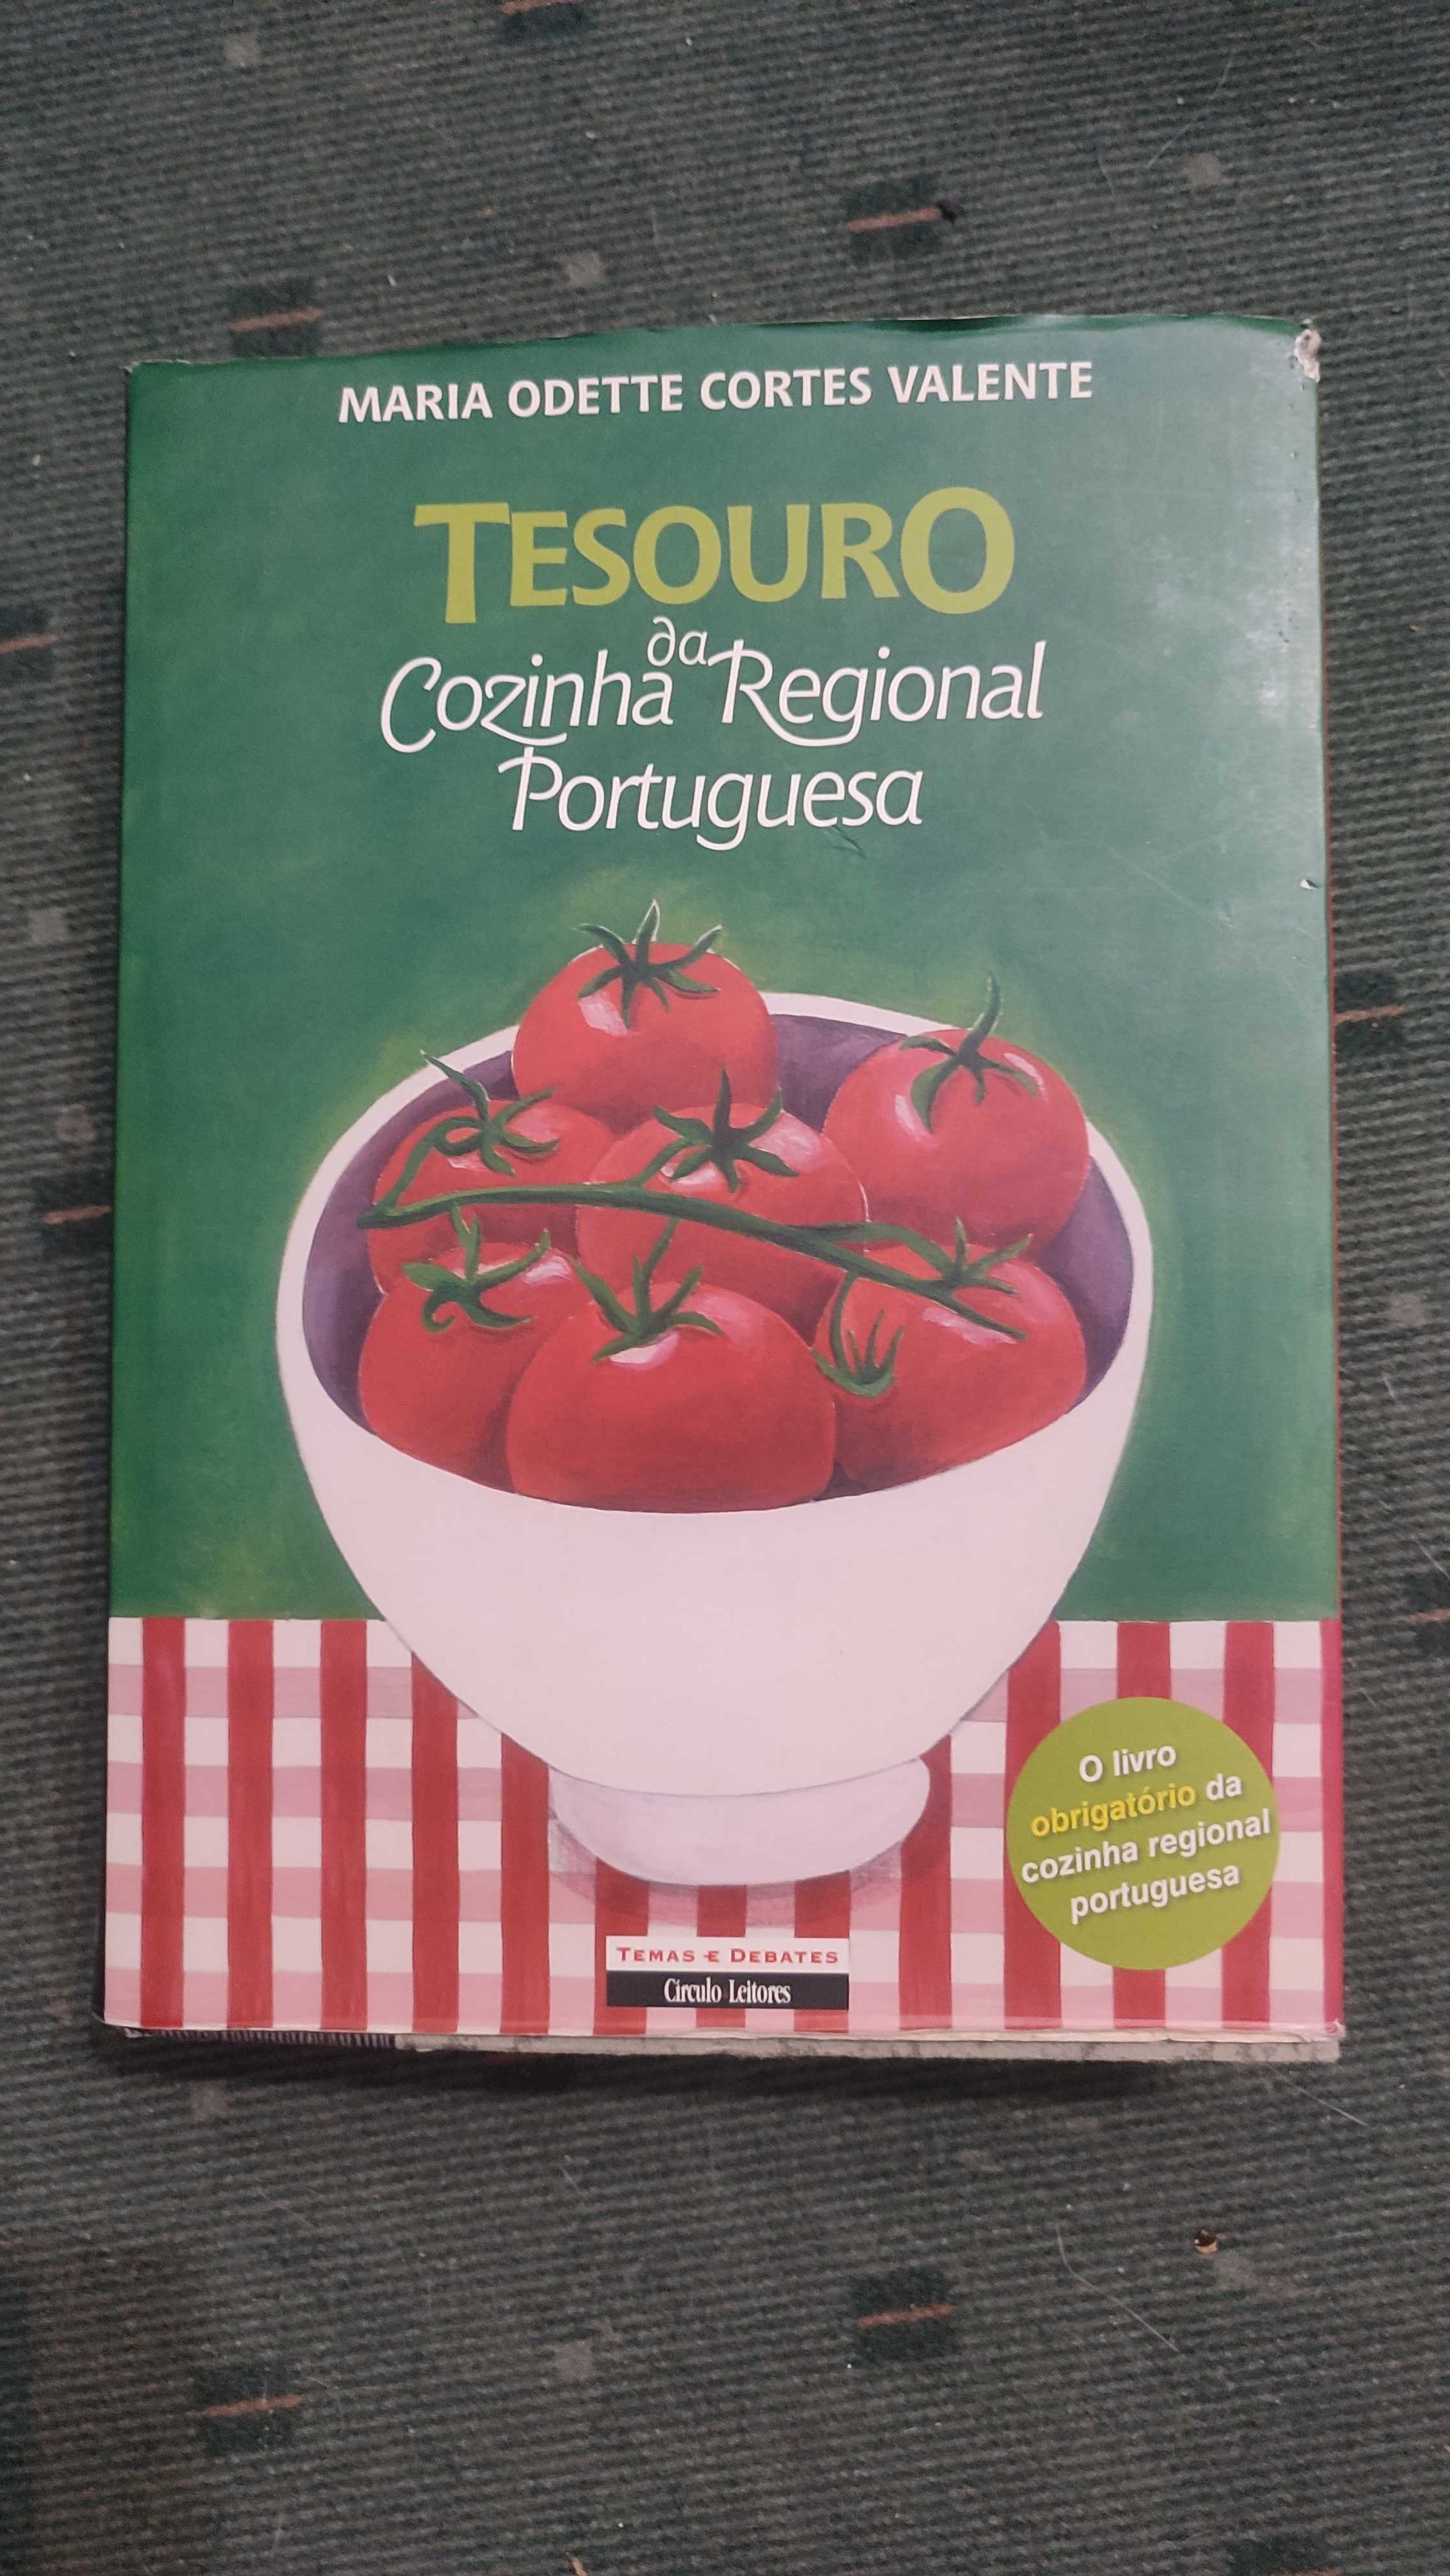 MARIA ODETTE CORTES VALENTE
TESOURO
da
Cozinha Regional
Portuguesa
O livro
obrigatório da
cozinha regional
portuguesa
TEMAS E DEBATES
Círculo Leitores